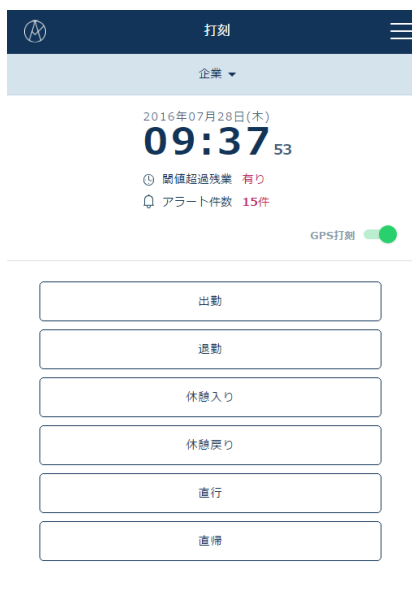 打刻
企業
2016年07月28日(木)
09:37 53
閾値超過残業 有り
アラート件数 15件
GPS打刻
出勤
退勤
休憩入り
休憩戻り
直行
直帰